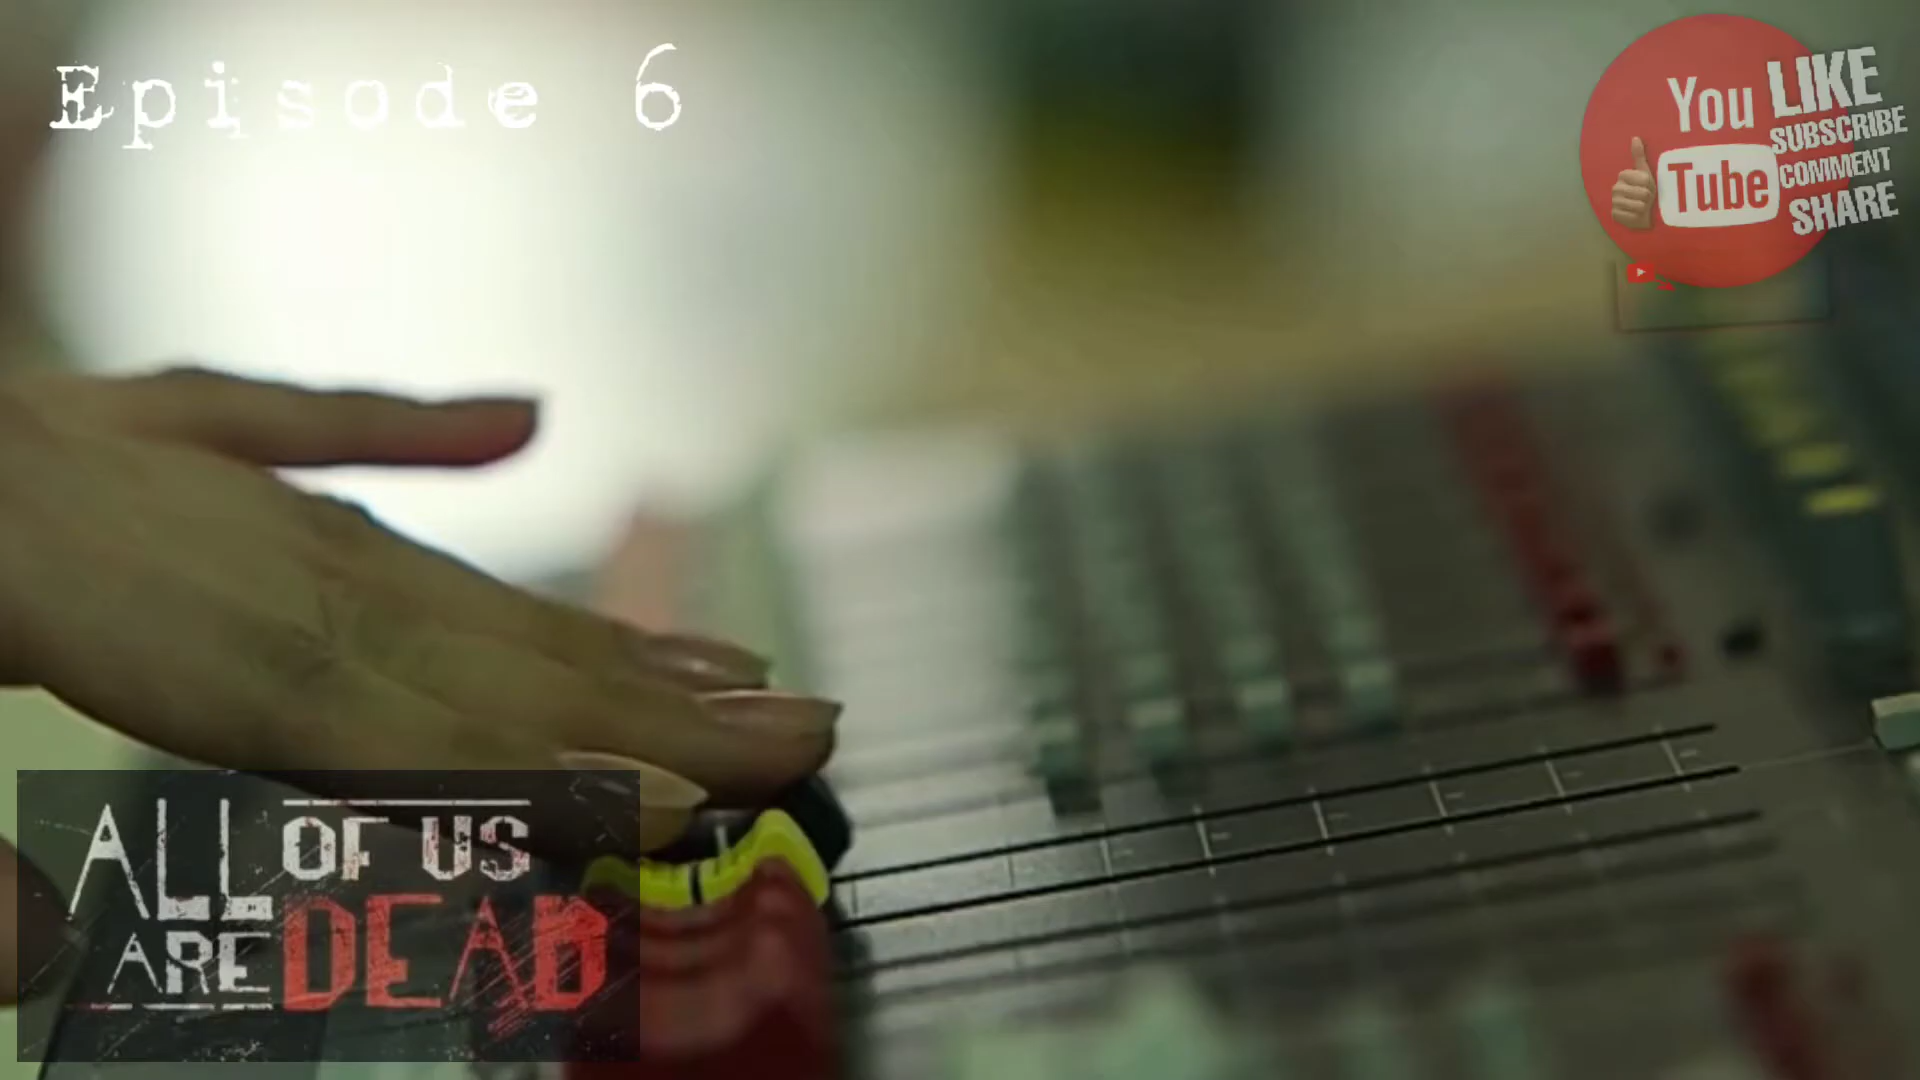 Episode 6
You
Tube
LIKE
SUBSCRIBE
COMMENT
SHARE
ALL OF US
ARE DEAD